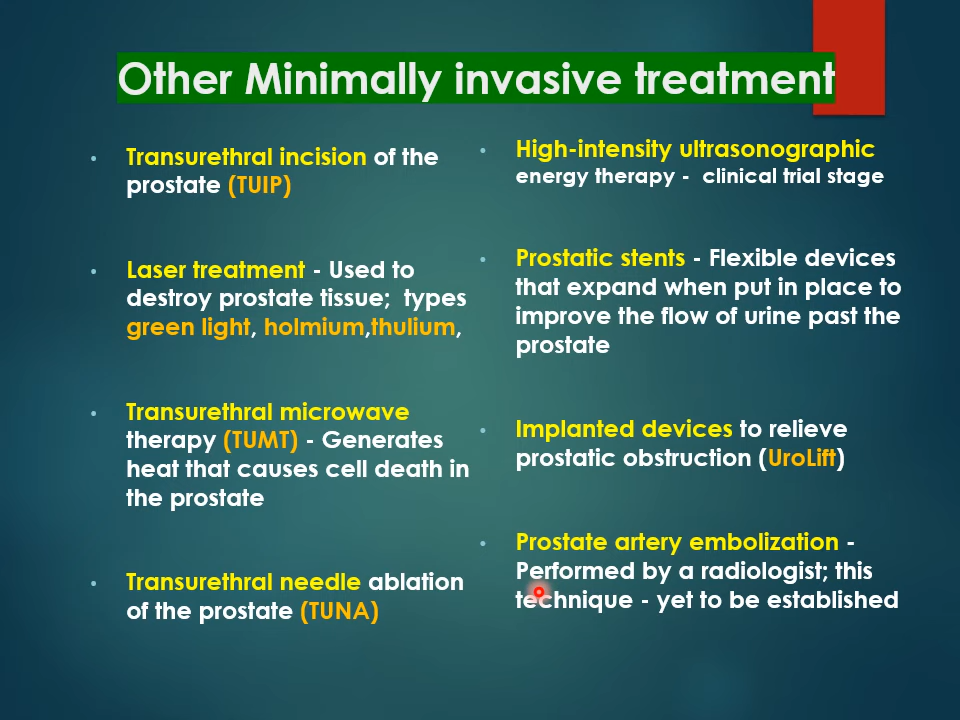 Other Minimally invasive treatment
• Transurethral incision of the
prostate (TUIP)
• Laser treatment - Used to
destroy prostate tissue; types
green light, holmium,thulium,
• Transurethral microwave
therapy (TUMT) - Generates
heat that causes cell death in
the prostate
• Transurethral needle ablation
of the prostate (TUNA)
• High-intensity ultrasonographic
energy therapy - clinical trial stage
• Prostatic stents - Flexible devices
that expand when put in place to
improve the flow of urine past the
prostate
• Implanted devices to relieve
prostatic obstruction (UroLift)
• Prostate artery embolization -
Performed by a radiologist; this
technique - yet to be established